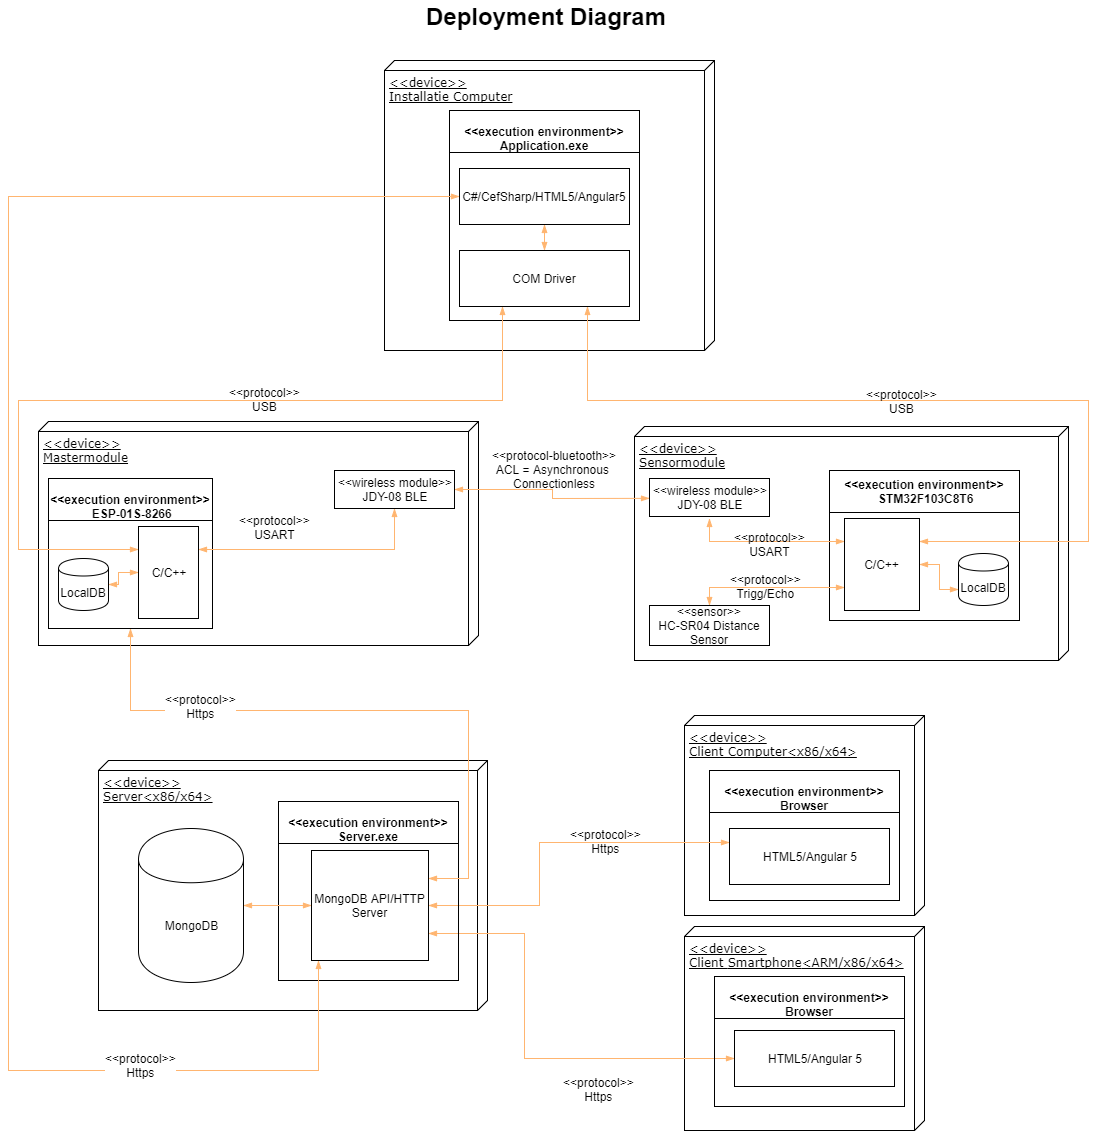 Deployment Diagram
<<device>>
Installatie Computer
<<execution environment>>
Application.exe
C#/CefSharp/HTML5/Angular5
COM Driver
<<protocol>>
USB
<<protocol>>
USB
<<device>>
Mastermodule
<<execution environment>>
ESP-01S-8266
LocalDB
C/C++
<<protocol>>
USART
<<wireless module>>
JDY-08 BLE
<<protocol-bluetooth>>
ACL = Asynchronous
Connectionless
<<device>>
Sensormodule
<<wireless module>>
JDY-08 BLE
<<protocol>>
USART
<<protocol>>
Trigg/Echo
<<sensor>>
HC-SR04 Distance
Sensor
<<execution environment>>
STM32F103C8T6
C/C++
LocalDB
<<protocol>>
Https
<<device>>
Server<x86/x64>
MongoDB
<<execution environment>>
Server.exe
MongoDB API/HTTP
Server
<<protocol>>
Https
<<device>>
Client Computer<x86/x64>
<<execution environment>>
Browser
HTML5/Angular 5
<<device>>
Client Smartphone<ARM/x86/x64>
<<execution environment>>
Browser
HTML5/Angular 5
<<protocol>>
Https
<<protocol>>
Https